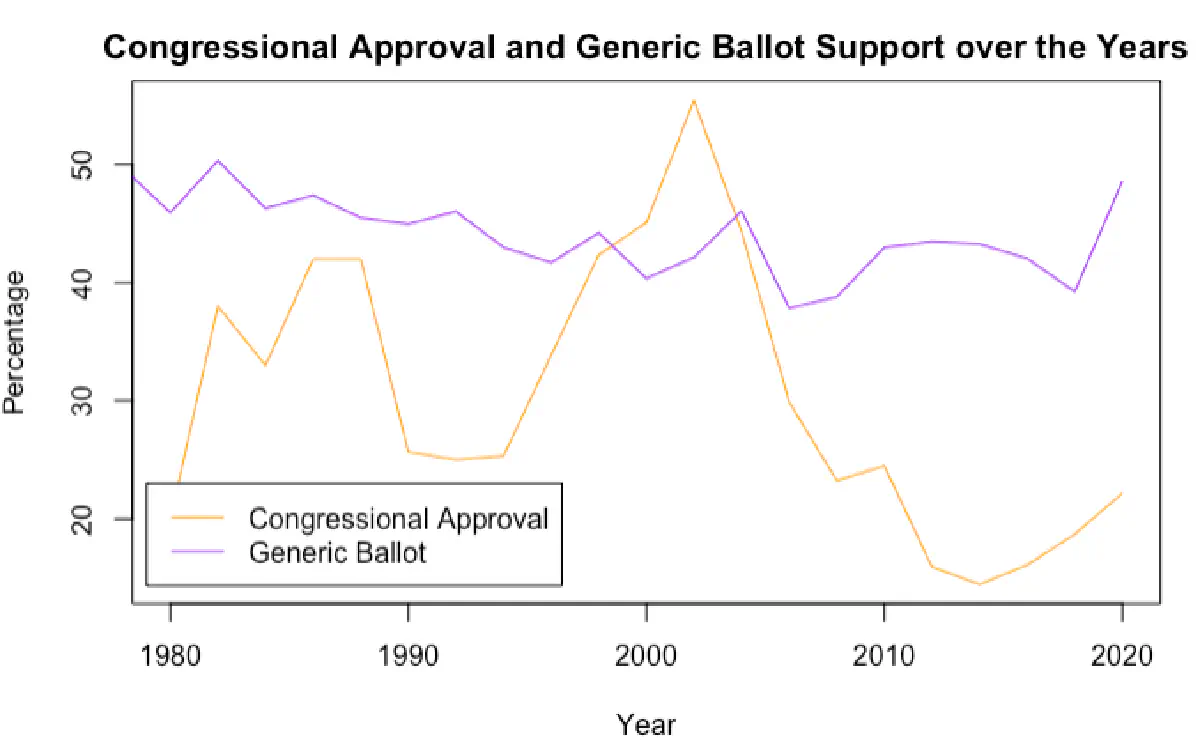 Congressional Approval and Generic Ballot Support over the Years
Percentage
50
40
30
20
Congressional Approval
Generic Ballot
1980 1990 2000 2010 2020
Year